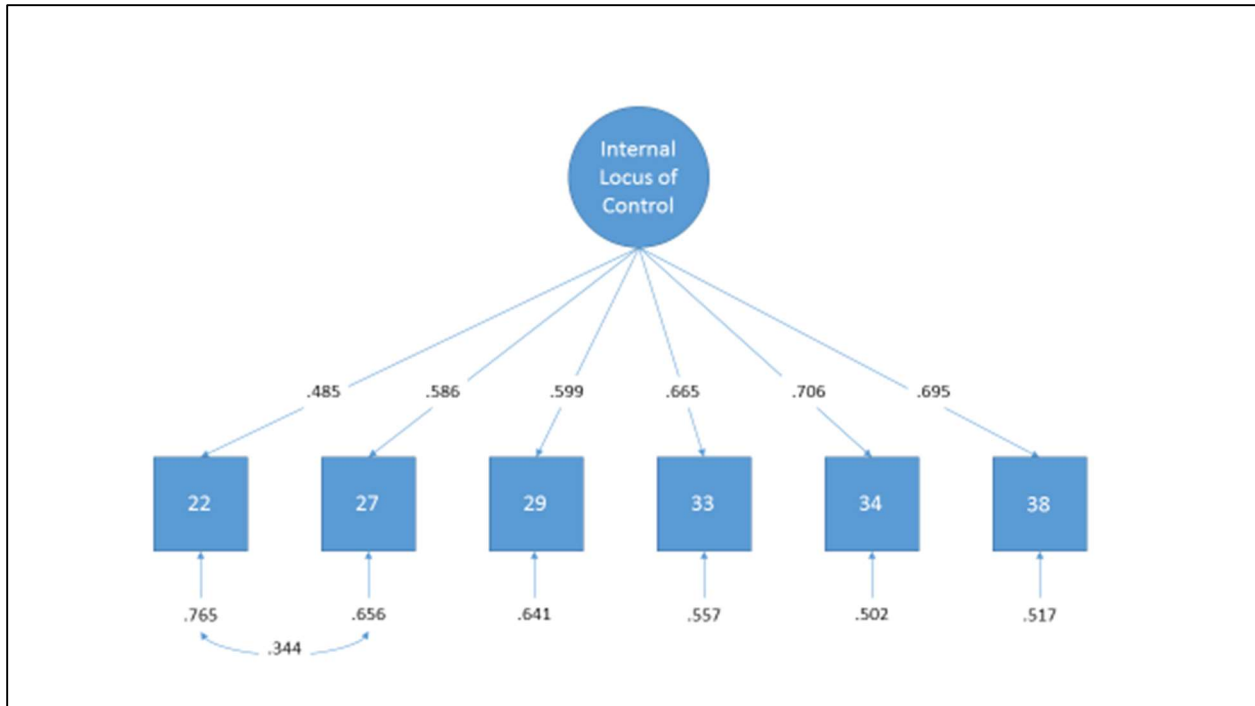 Internal
Locus of
Control
.485 .586 .599 .665 .706 .695
22 27 29 33 34 38
.765 .656 .641 .557 .502 .517
.344